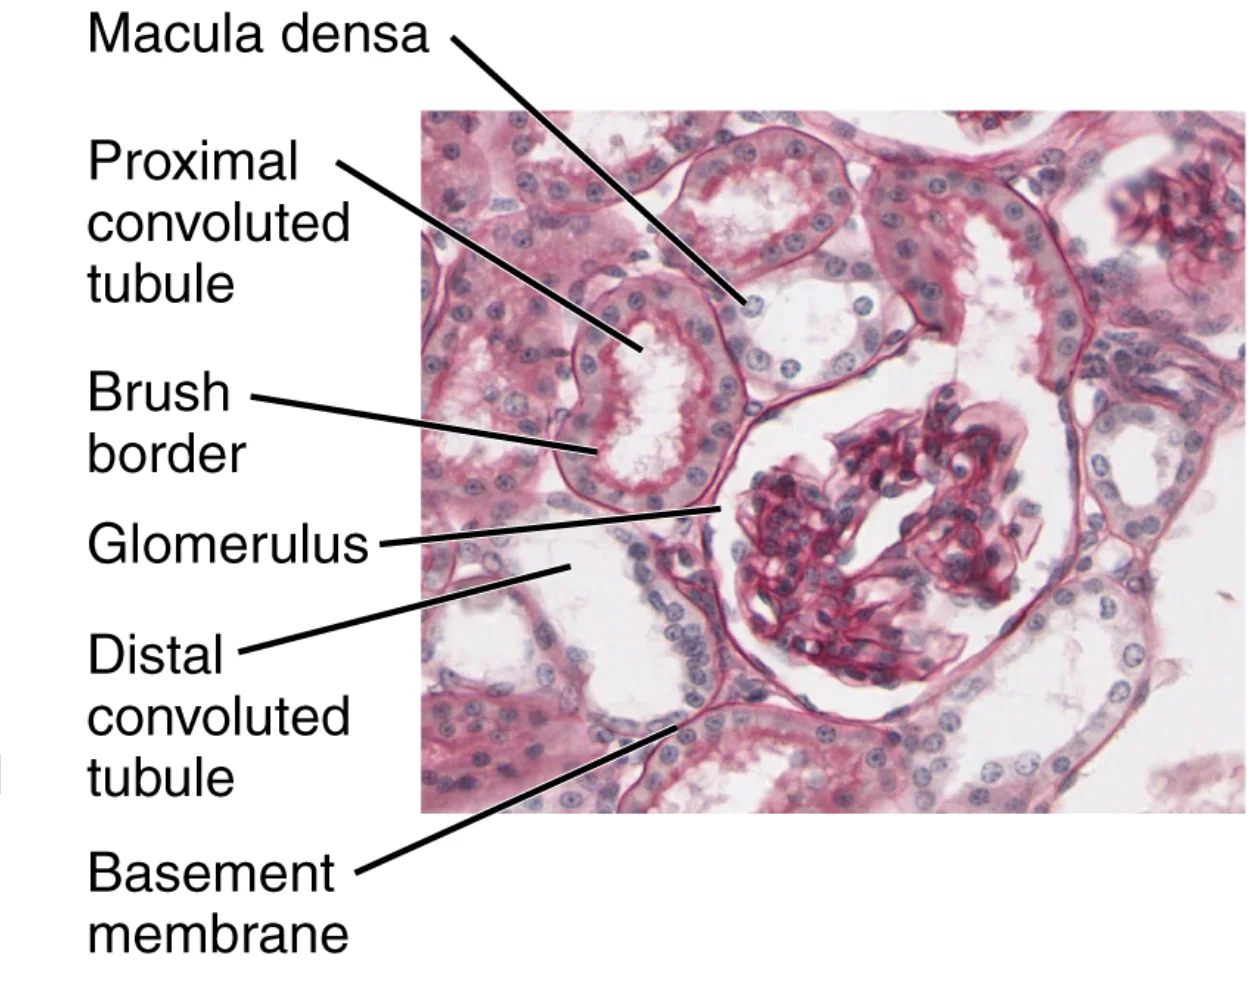 Macula densa
Proximal
convoluted
tubule
Brush
border
Glomerulus
Distal
convoluted
tubule
Basement
membrane